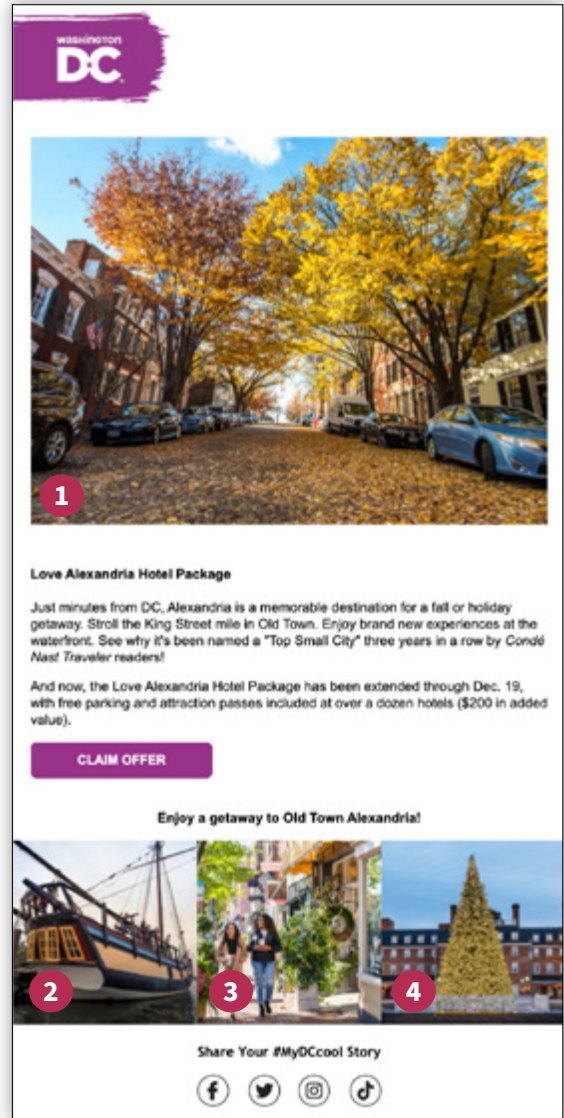 WASHINGTON
DC
1
Love Alexandria Hotel Package
Just minutes from DC, Alexandria is a memorable destination for a fall or holiday
getaway. Stroll the King Street mile in Old Town. Enjoy brand new experiences at the
waterfront. See why it's been named a "Top Small City" three years in a row by Condé
Nast Traveler readers!
And now, the Love Alexandria Hotel Package has been extended through Dec. 19,
with free parking and attraction passes included at over a dozen hotels ($200 in added
value).
CLAIM OFFER
Enjoy a getaway to Old Town Alexandria!
2
3
4
Share Your #MyDCcool Story